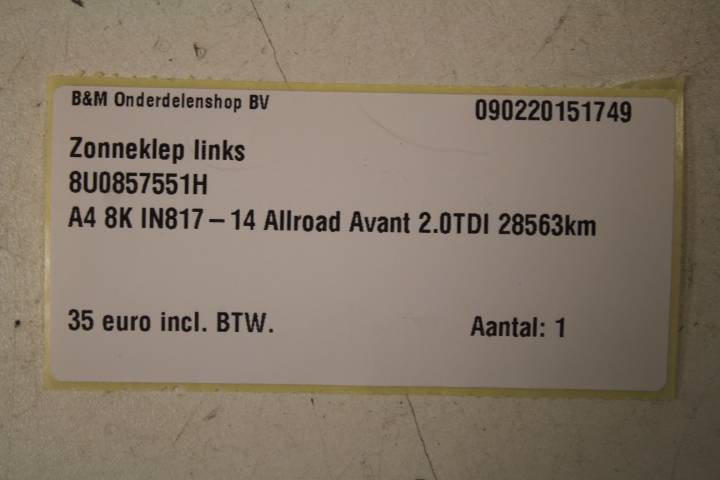 B&M Onderdelenshop BV 090220151749
Zonneklep links
8U0857551H
A4 8K IN817 – 14 Allroad Avant 2.0TDI 28563km
35 euro incl. BTW. Aantal: 1